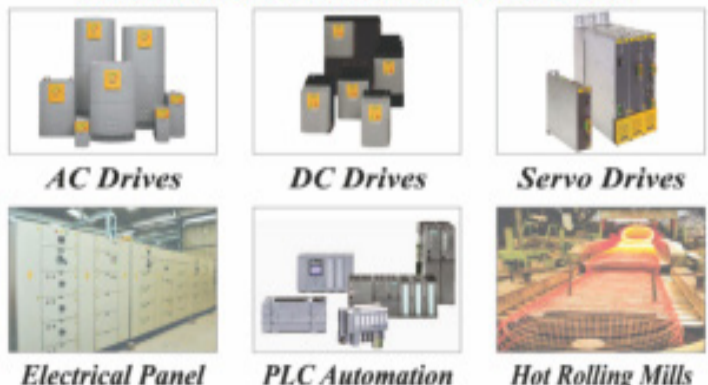 AC Drives
DC Drives
Servo Drives
Electrical Panel
PLC Automation
Hot Rolling Mills